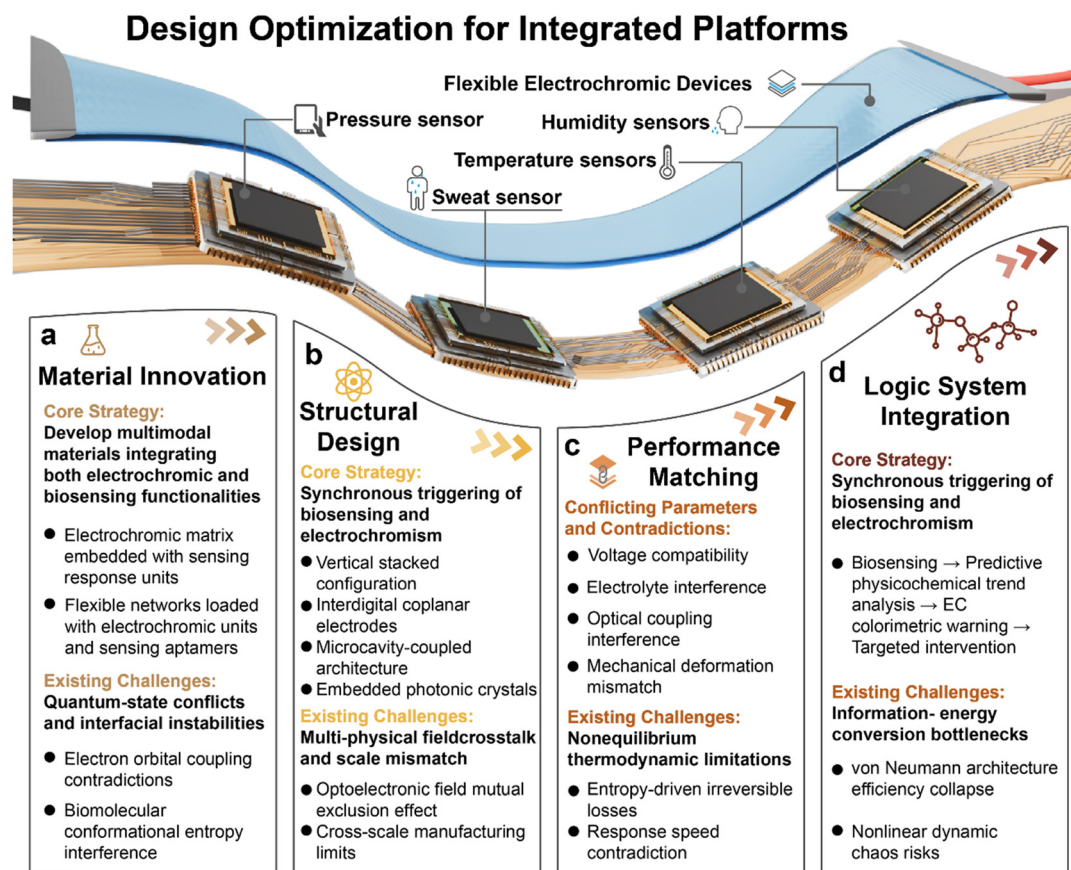 Design Optimization for Integrated Platforms
Flexible Electrochromic Devices
Pressure sensor
Humidity sensors
Temperature sensors
Sweat sensor
a
Material Innovation
Core Strategy:
Develop multimodal
materials integrating
both electrochromic and
biosensing functionalities
● Electrochromic matrix
embedded with sensing
response units
● Flexible networks loaded
with electrochromic units
and sensing aptamers
Existing Challenges:
Quantum-state conflicts
and interfacial instabilities
● Electron orbital coupling
contradictions
● Biomolecular
conformational entropy
interference
b
Structural
Design
Core Strategy:
Synchronous triggering of
biosensing and
electrochromism
● Vertical stacked
configuration
● Interdigital coplanar
electrodes
● Microcavity-coupled
architecture
● Embedded photonic crystals
Existing Challenges:
Multi-physical fieldcrosstalk
and scale mismatch
● Optoelectronic field mutual
exclusion effect
● Cross-scale manufacturing
limits
c
Performance
Matching
Conflicting Parameters
and Contradictions:
● Voltage compatibility
● Electrolyte interference
● Optical coupling
interference
● Mechanical deformation
mismatch
Existing Challenges:
Nonequilibrium
thermodynamic limitations
● Entropy-driven irreversible
losses
● Response speed
contradiction
d
Logic System
Integration
Core Strategy:
Synchronous triggering of
biosensing and
electrochromism
● Biosensing → Predictive
physicochemical trend
analysis → EC
colorimetric warning →
Targeted intervention
Existing Challenges:
Information- energy
conversion bottlenecks
● von Neumann architecture
efficiency collapse
● Nonlinear dynamic
chaos risks